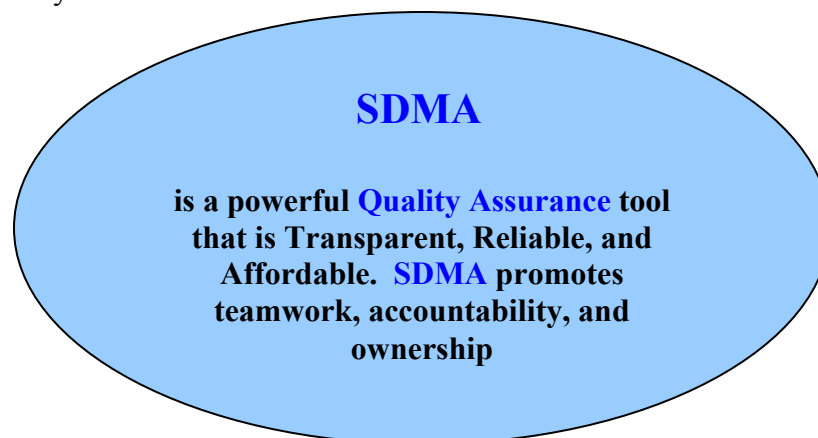 SDMA
is a powerful Quality Assurance tool
that is Transparent, Reliable, and
Affordable.  SDMA promotes
teamwork, accountability, and
ownership